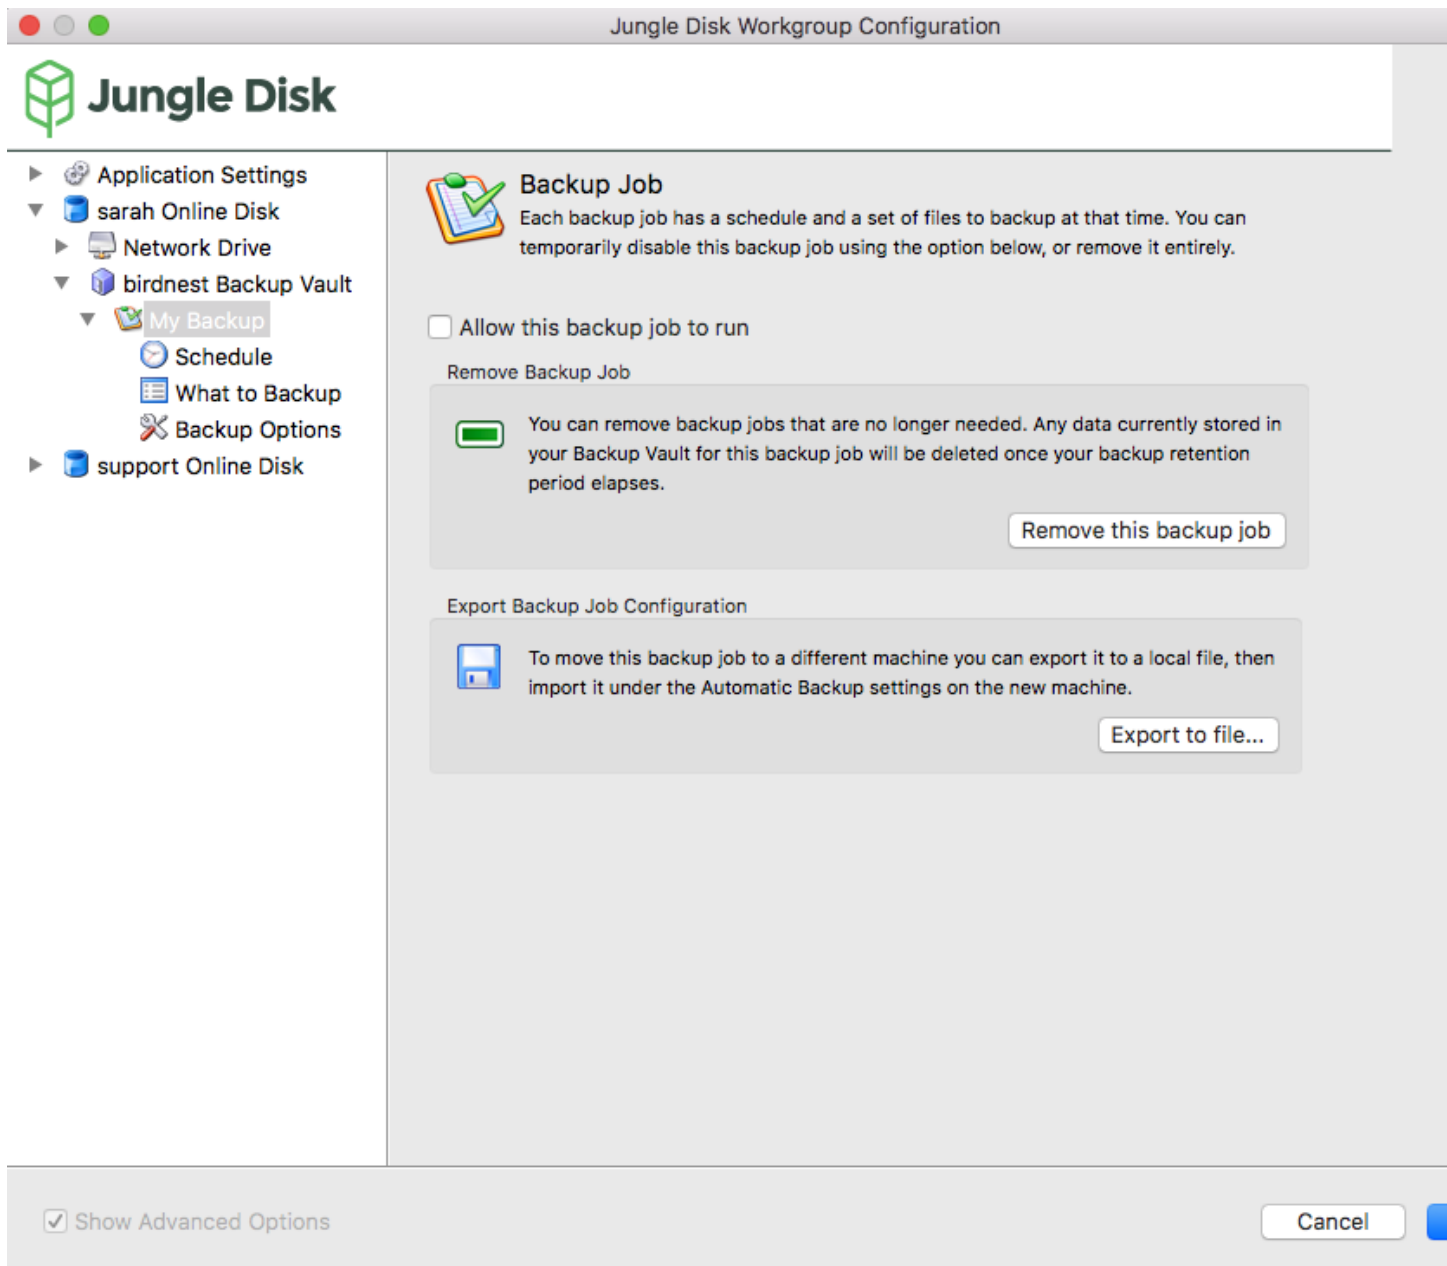 Jungle Disk Workgroup Configuration
Jungle Disk
Application Settings
sarah Online Disk
Network Drive
birdnest Backup Vault
My Backup
Schedule
What to Backup
Backup Options
support Online Disk
Backup Job
Each backup job has a schedule and a set of files to backup at that time. You can
temporarily disable this backup job using the option below, or remove it entirely.
Allow this backup job to run
Remove Backup Job
You can remove backup jobs that are no longer needed. Any data currently stored in
your Backup Vault for this backup job will be deleted once your backup retention
period elapses.
Remove this backup job
Export Backup Job Configuration
To move this backup job to a different machine you can export it to a local file, then
import it under the Automatic Backup settings on the new machine.
Export to file...
Show Advanced Options
Cancel